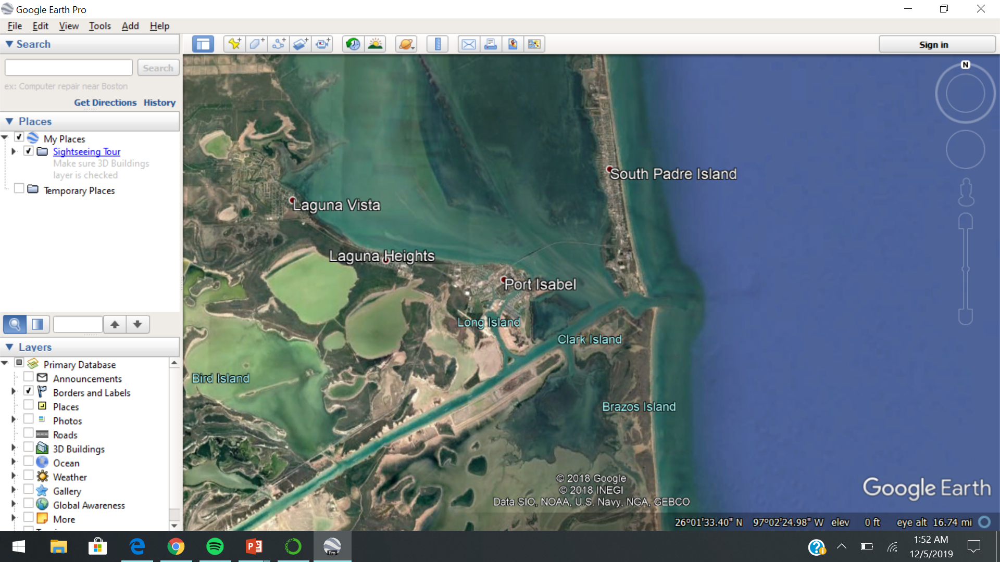 Google Earth Pro
File Edit View Tools Add Help
Search
Search
ex: Computer repair near Boston
Get Directions History
Places
My Places
Sightseeing Tour
Make sure 3D Buildings
layer is checked
Temporary Places
Layers
Primary Database
Announcements
Borders and Labels
Places
Photos
Roads
3D Buildings
Ocean
Weather
Gallery
Global Awareness
More
Sign in
N
South Padre Island
Laguna Vista
Laguna Heights
Port Isabel
Long Island
Clark Island
Bird Island
Brazos Island
© 2018 Google
© 2018 INEGI
Data SIO, NOAA, U.S. Navy, NGA, GEBCO
Google Earth
26°01'33.40" N 97°02'24.98" W elev 0 ft eye alt 16.74 mi
Pro
1:52 AM
12/5/2019